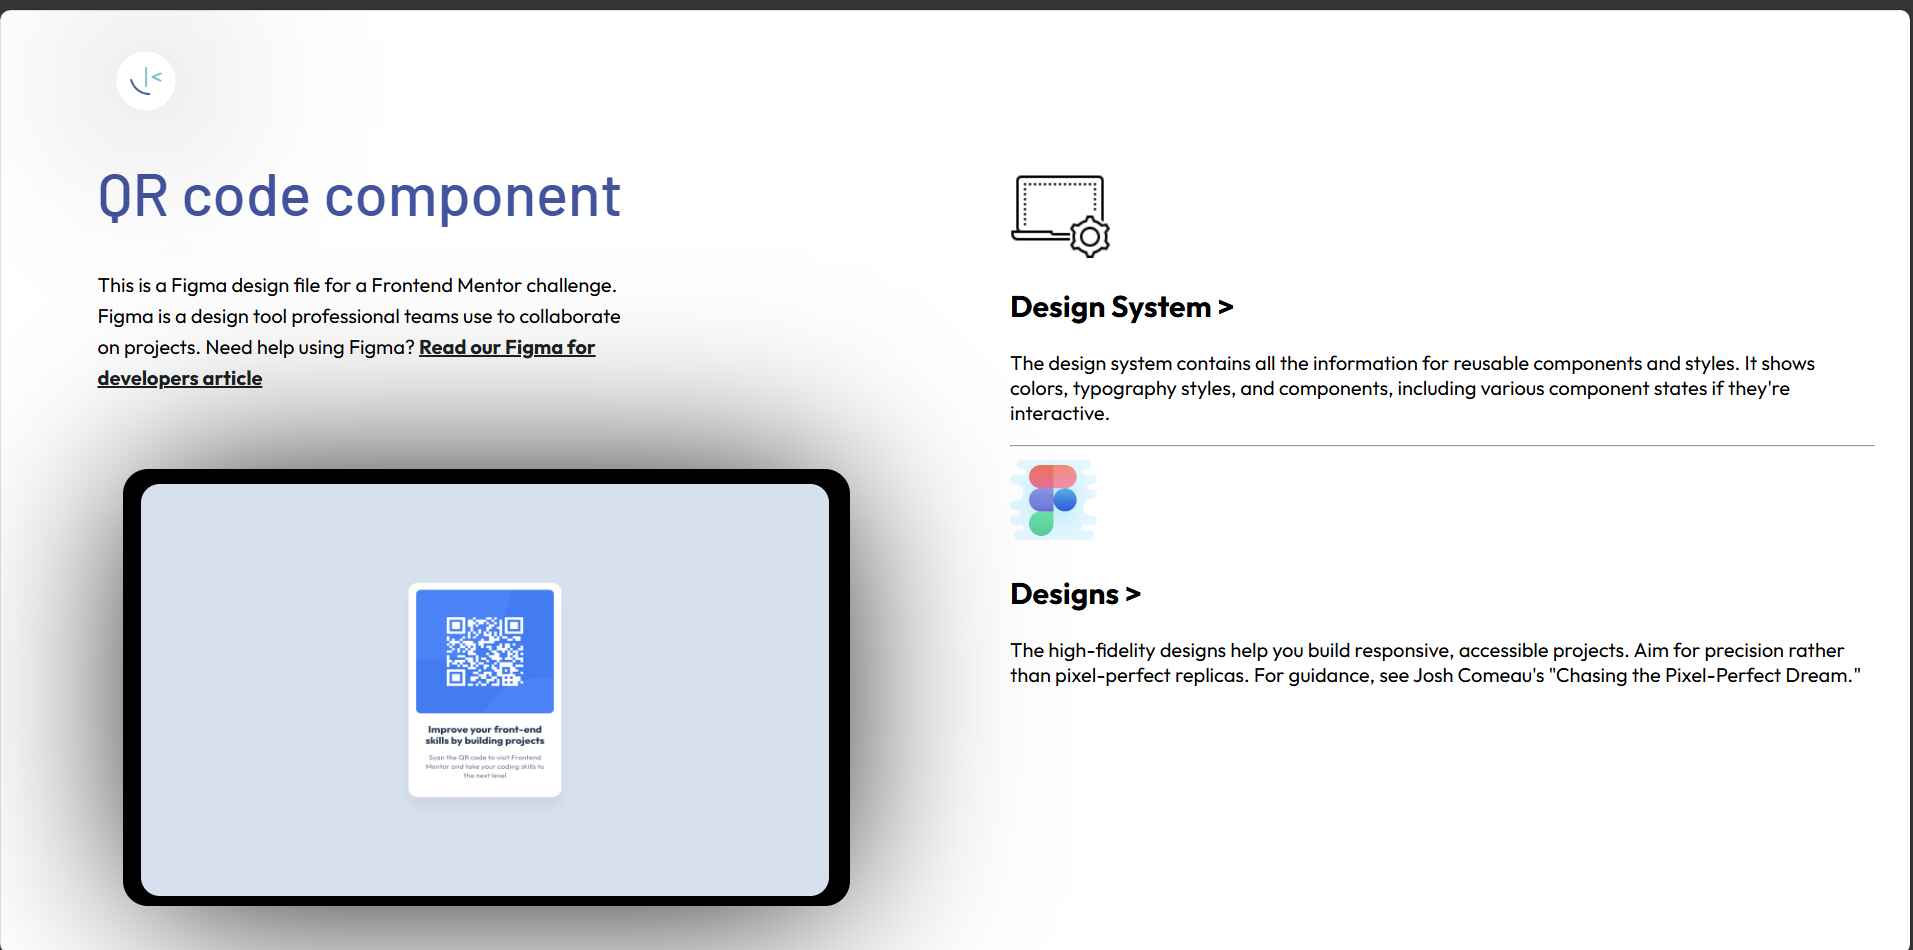 QR code component
This is a Figma design file for a Frontend Mentor challenge.
Figma is a design tool professional teams use to collaborate
on projects. Need help using Figma? Read our Figma for
developers article
Improve your front-end
skills by building projects
Scan the QR code to visit Frontend
Mentor and take your coding skills to
the next level
Design System >
The design system contains all the information for reusable components and styles. It shows
colors, typography styles, and components, including various component states if they're
interactive.
Designs >
The high-fidelity designs help you build responsive, accessible projects. Aim for precision rather
than pixel-perfect replicas. For guidance, see Josh Comeau's "Chasing the Pixel-Perfect Dream."